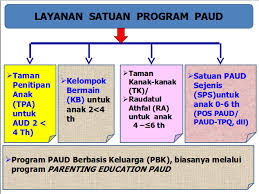 LAYANAN SATUAN PROGRAM PAUD
➢Taman
Penitipan
Anak
(TPA)
untuk
AUD 2 <
4 Th)
➢Kelompok
Bermain
(KB) untuk
anak 2<4
th
➢Taman
Kanak-kanak
(TK)/
➢Raudatul
Athfal (RA)
untuk anak
4 –≤6 th
➢Satuan PAUD
Sejenis
(SPS)untuk
anak 0-6 th
(POS PAUD/
PAUD-TPQ, dll)
➢Program PAUD Berbasis Keluarga (PBK), biasanya melalui
program PARENTING EDUCATION PAUD